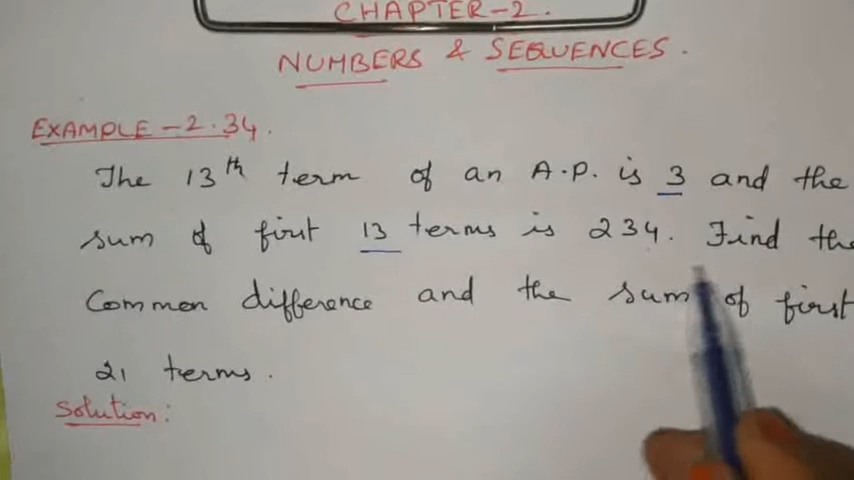 CHAPTER-2.
NUMBERS & SEQUENCES.
EXAMPLE-2.34.
The 13th term of an A.P. is 3 and the
sum of first 13 terms is 234. Find the
Common difference and the sum of first
21 terms.
Solution: